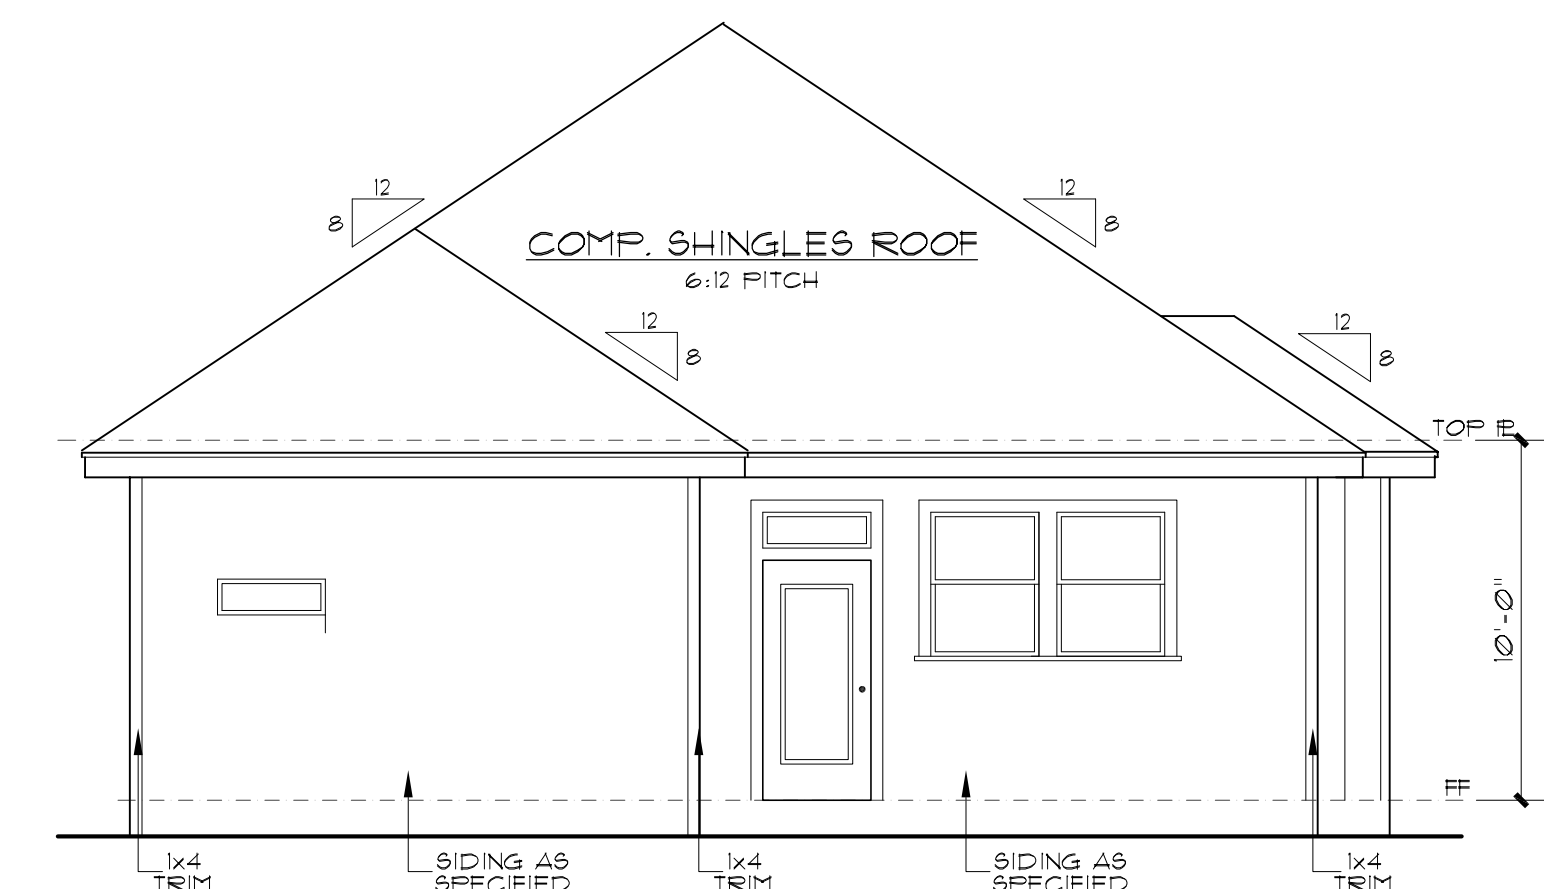 12
8
12
8
COMP. SHINGLES ROOF
6:12 PITCH
12
8
12
8
TOP PL
10'-0"
FF
1x4
TRIM
SIDING AS
SPECIFIED
1x4
TRIM
SIDING AS
SPECIFIED
1x4
TRIM